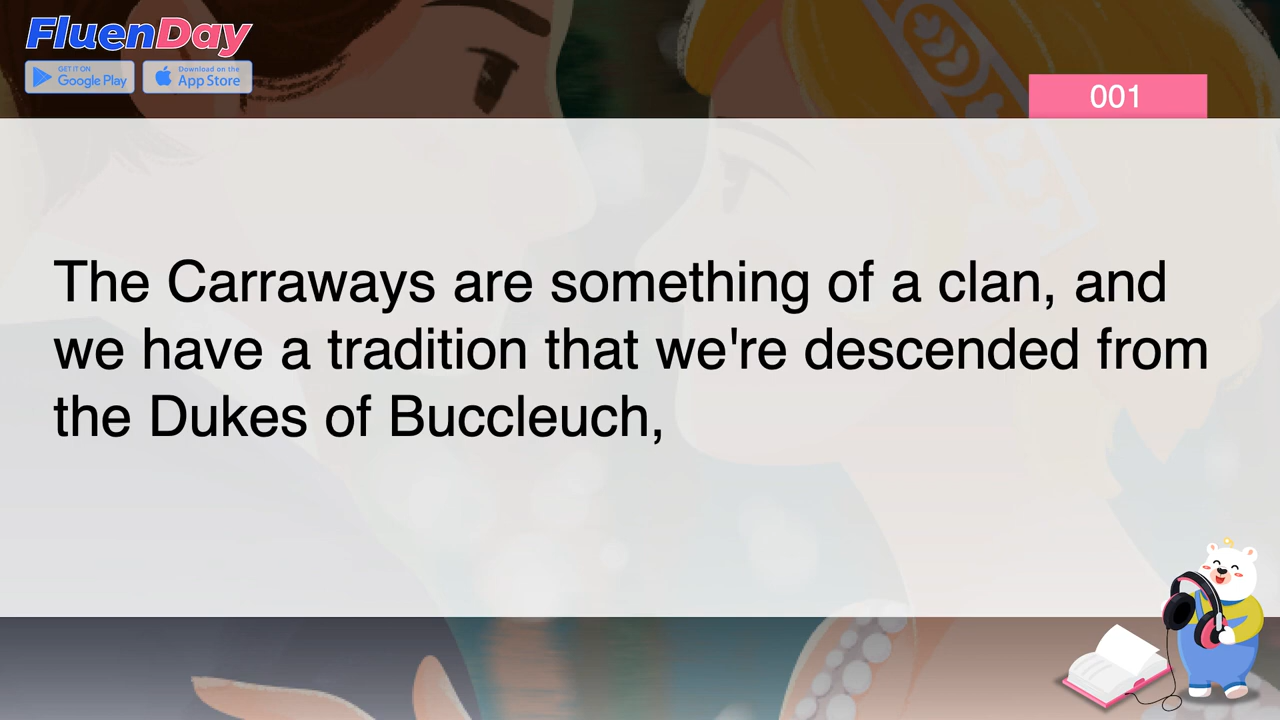 FluenDay
GET IT ON
Google Play
Download on the
App Store
001
The Carraways are something of a clan, and
we have a tradition that we're descended from
the Dukes of Buccleuch,